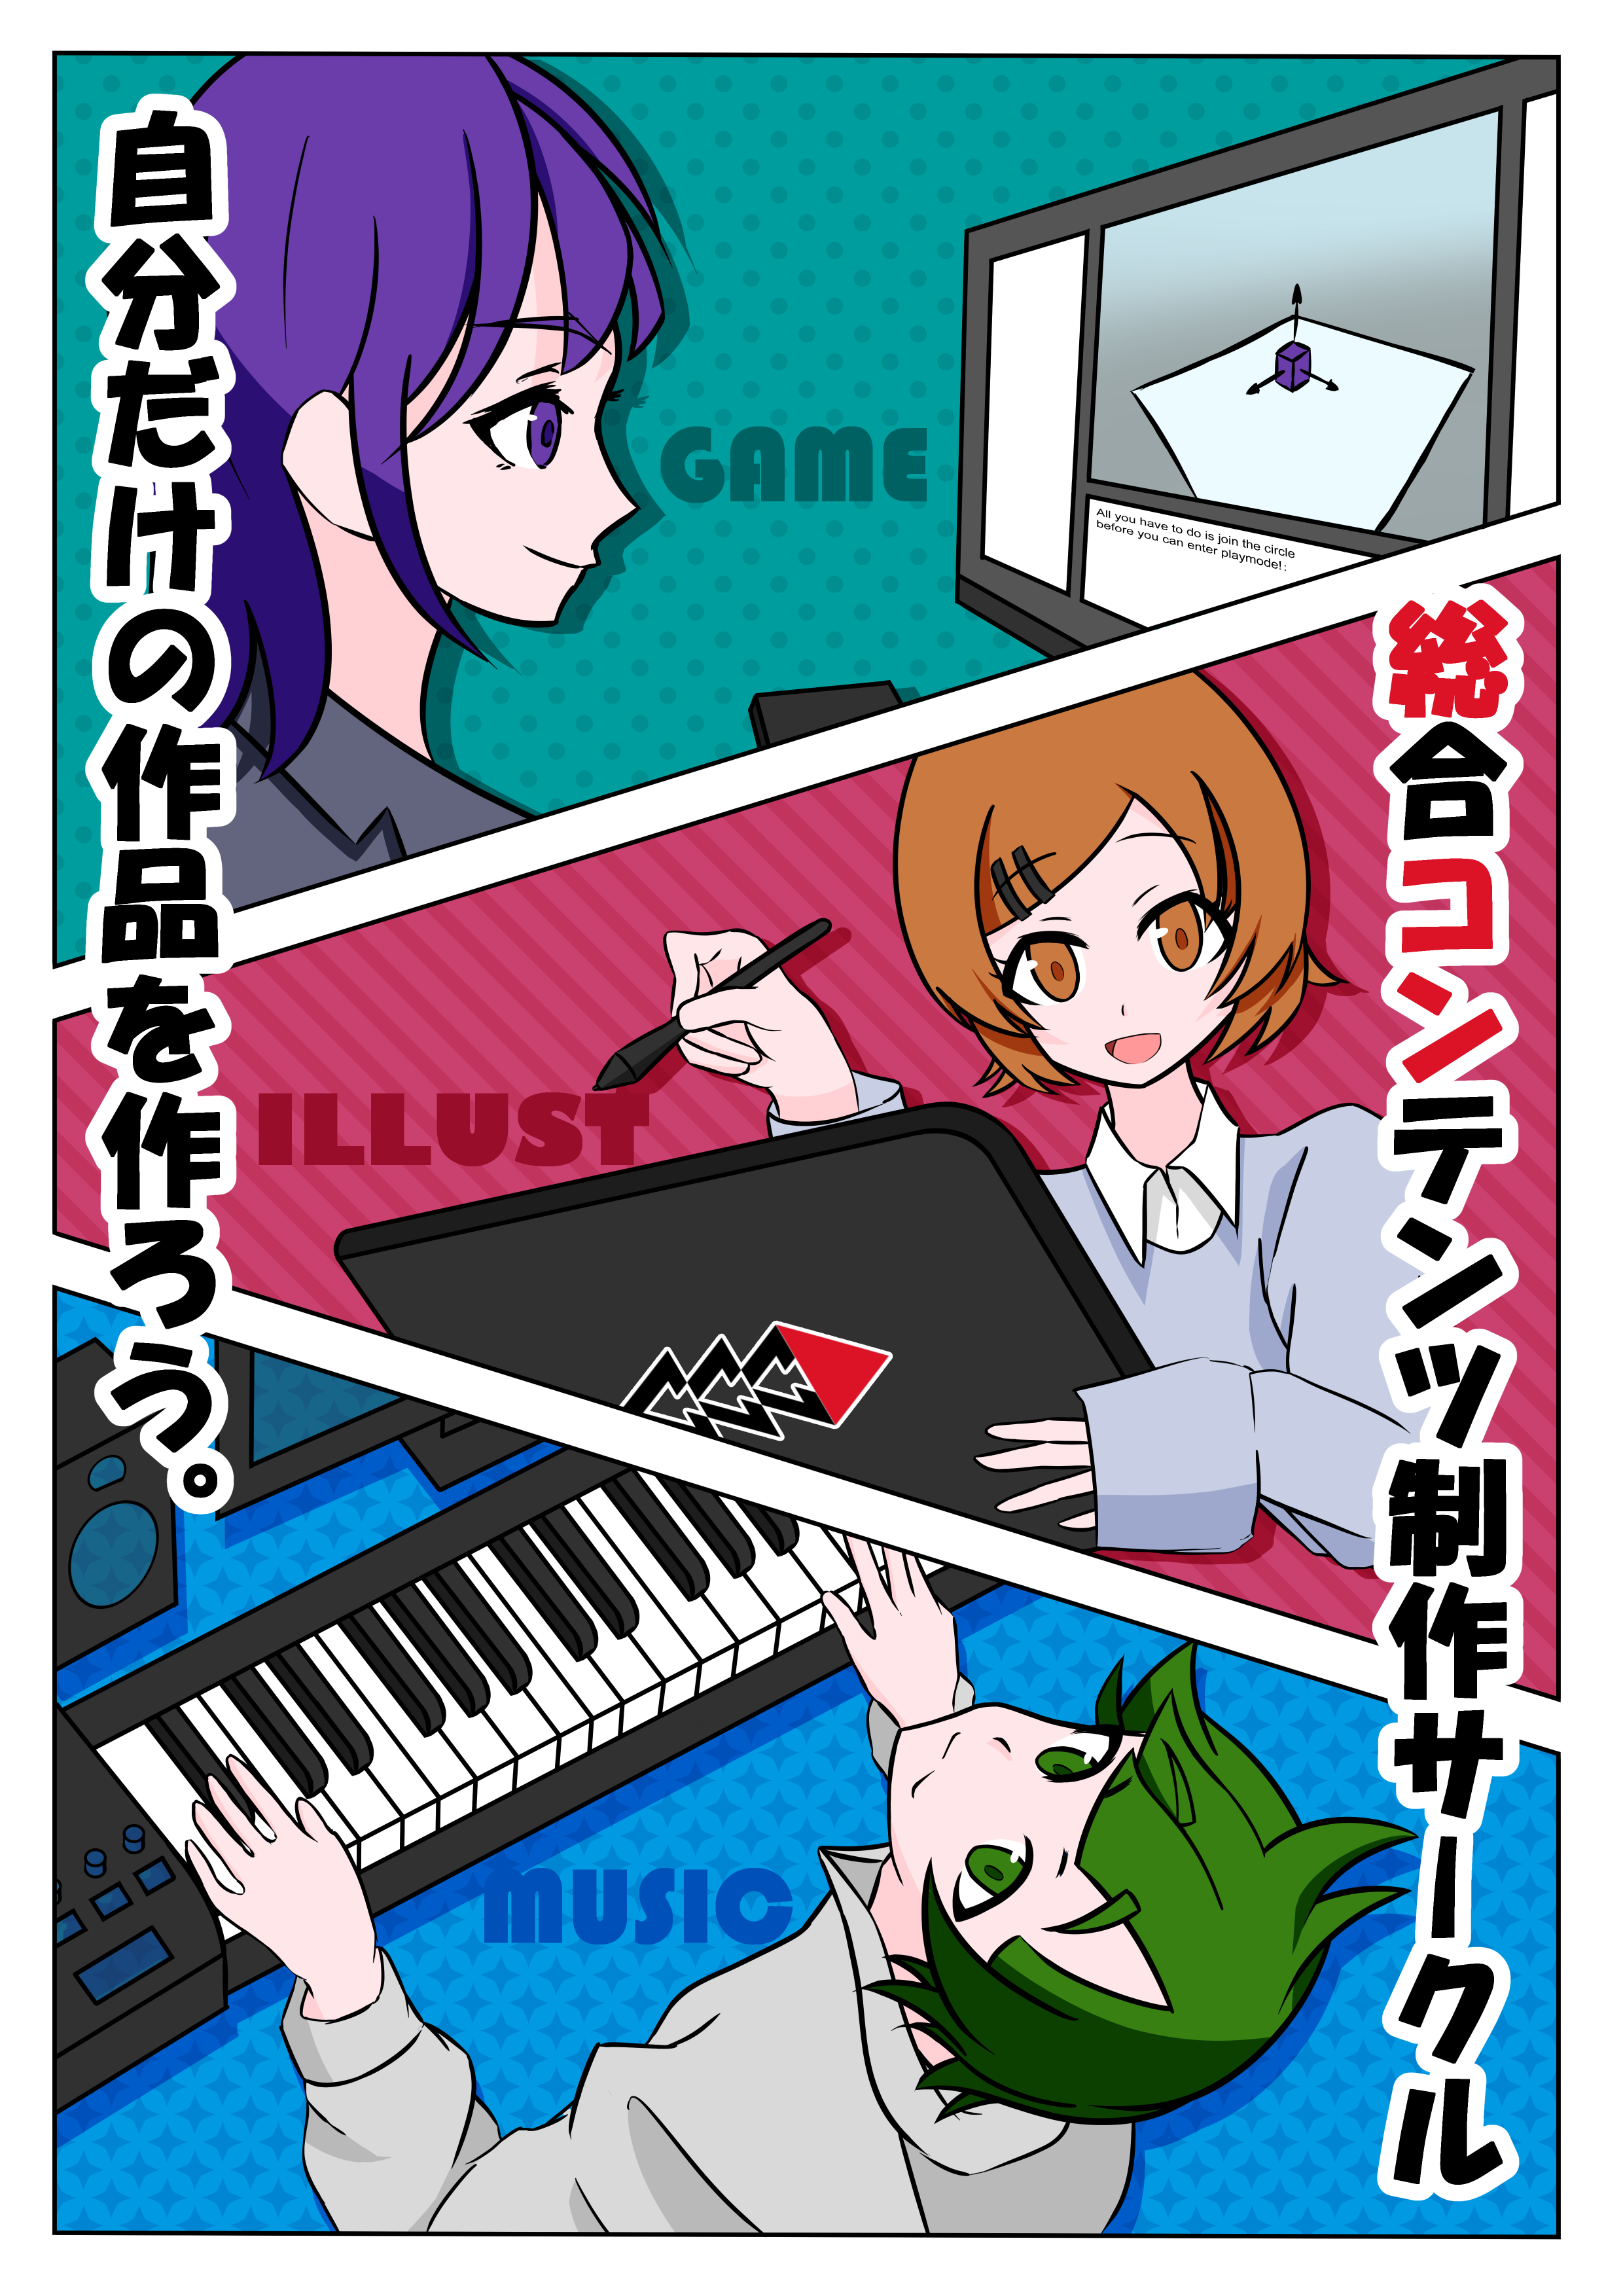 総合コンテンツ制作サークル
自分だけの作品を作ろう。
GAME
All you have to do is join the circle
before you can enter playmode!:
ILLUST
MUSIC